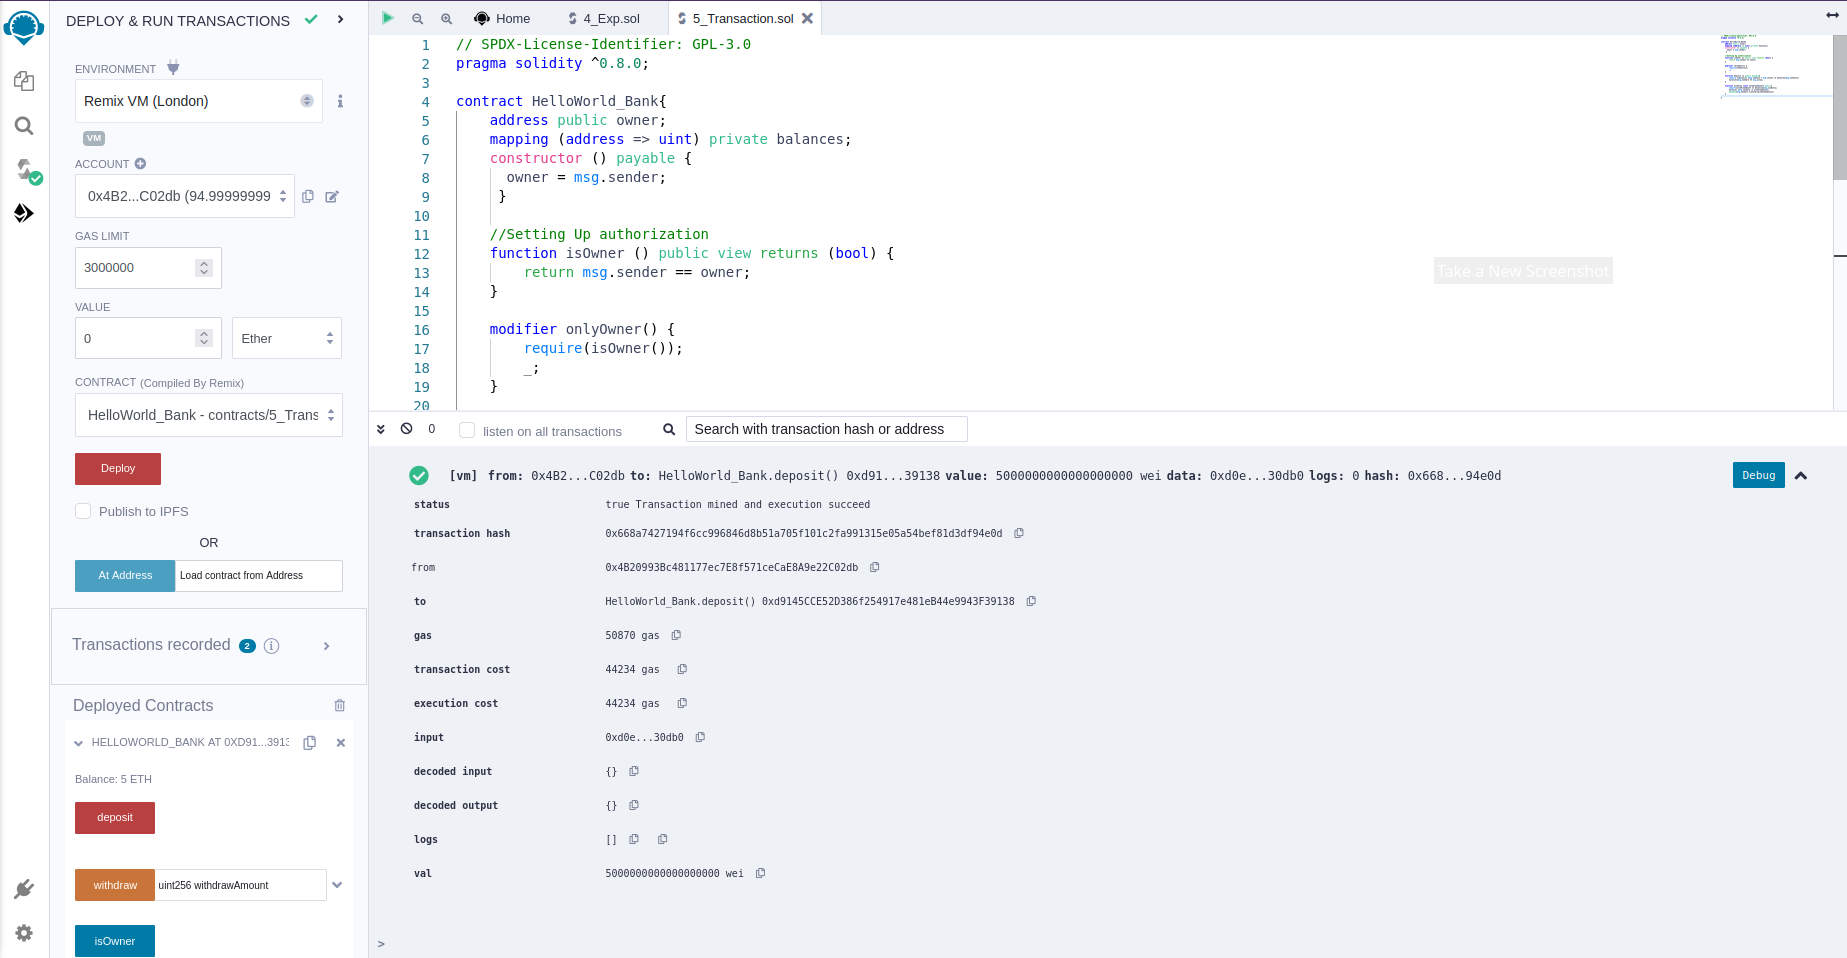 DEPLOY & RUN TRANSACTIONS
ENVIRONMENT
Remix VM (London)
VM
ACCOUNT
0x4B2...C02db (94.99999999
GAS LIMIT
3000000
VALUE
0
Ether
CONTRACT (Compiled By Remix)
HelloWorld_Bank - contracts/5_Trans
Deploy
Publish to IPFS
OR
At Address
Load contract from Address
Transactions recorded 2
Deployed Contracts
HELLOWORLD_BANK AT 0XD91...3913
Balance: 5 ETH
deposit
withdraw
uint256 withdrawAmount
isOwner
Home
4_Exp.sol
5_Transaction.sol
1 // SPDX-License-Identifier: GPL-3.0
2 pragma solidity ^0.8.0;
3
4 contract HelloWorld_Bank{
5 address public owner;
6 mapping (address => uint) private balances;
7 constructor () payable {
8 owner = msg.sender;
9 }
10
11 //Setting Up authorization
12 function isOwner () public view returns (bool) {
13 return msg.sender == owner;
14 }
15
16 modifier onlyOwner() {
17 require(isOwner());
18 _;
19 }
20
Take a New Screenshot
0
listen on all transactions
Search with transaction hash or address
[vm] from: 0x4B2...C02db to: HelloWorld_Bank.deposit() 0xd91...39138 value: 5000000000000000000 wei data: 0xd0e...30db0 logs: 0 hash: 0x668...94e0d
Debug
status true Transaction mined and execution succeed
transaction hash 0x668a7427194f6cc996846d8b51a705f101c2fa991315e05a54bef81d3df94e0d
from 0x4B20993Bc481177ec7E8f571ceCaE8A9e22C02db
to HelloWorld_Bank.deposit() 0xd9145CCE52D386f254917e481eB44e9943F39138
gas 50870 gas
transaction cost 44234 gas
execution cost 44234 gas
input 0xd0e...30db0
decoded input {}
decoded output {}
logs []
val 5000000000000000000 wei
>